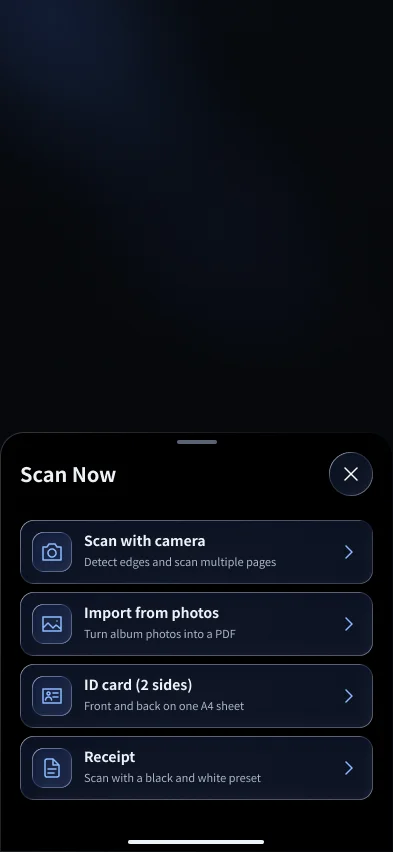 Scan Now
Scan with camera
Detect edges and scan multiple pages
Import from photos
Turn album photos into a PDF
ID card (2 sides)
Front and back on one A4 sheet
Receipt
Scan with a black and white preset